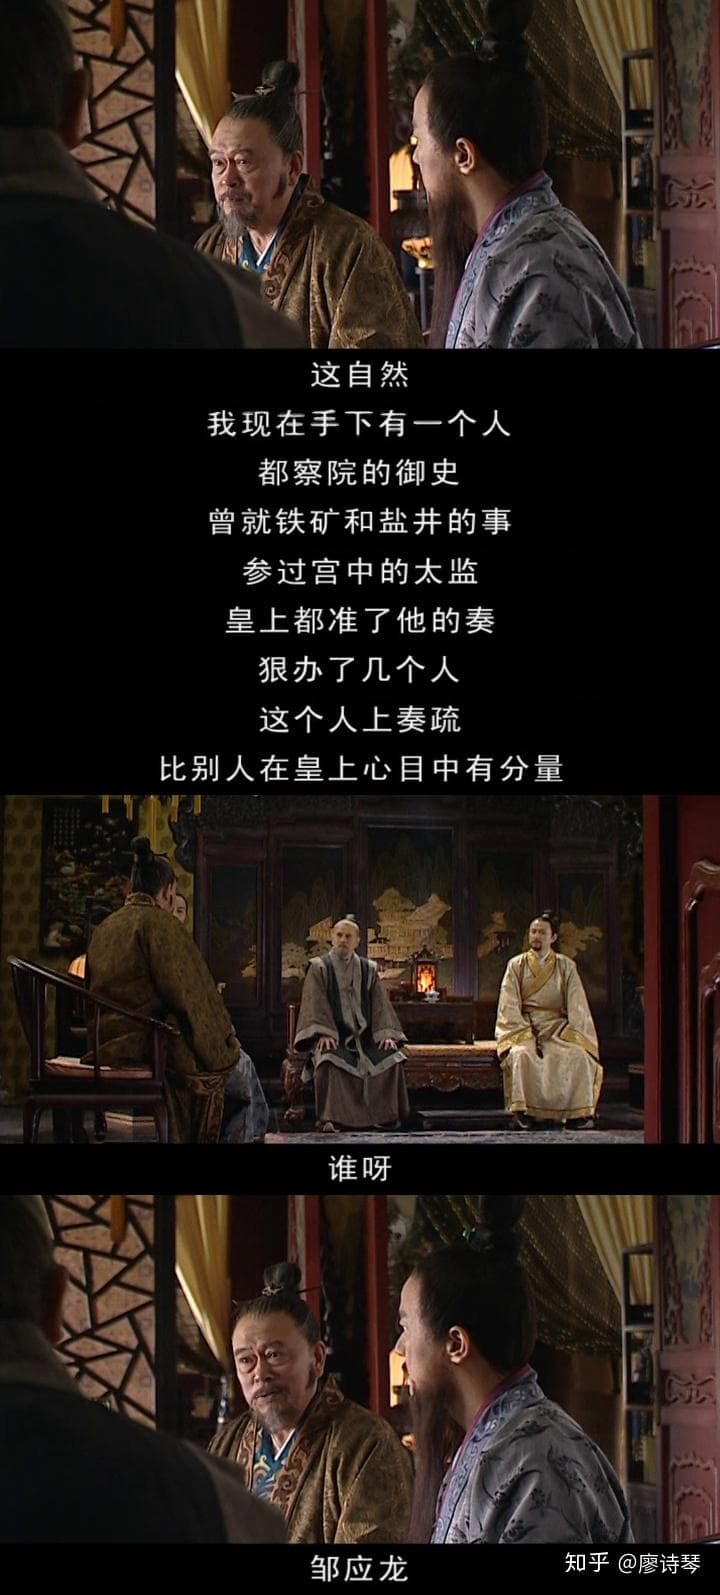 这自然
我现在手下有一个人
都察院的御史
曾就铁矿和盐井的事
参过宫中的太监
皇上都准了他的奏
狠办了几个人
这个人上奏疏
比别人在皇上心目中有分量
谁呀
邹应龙
知乎 @廖诗琴